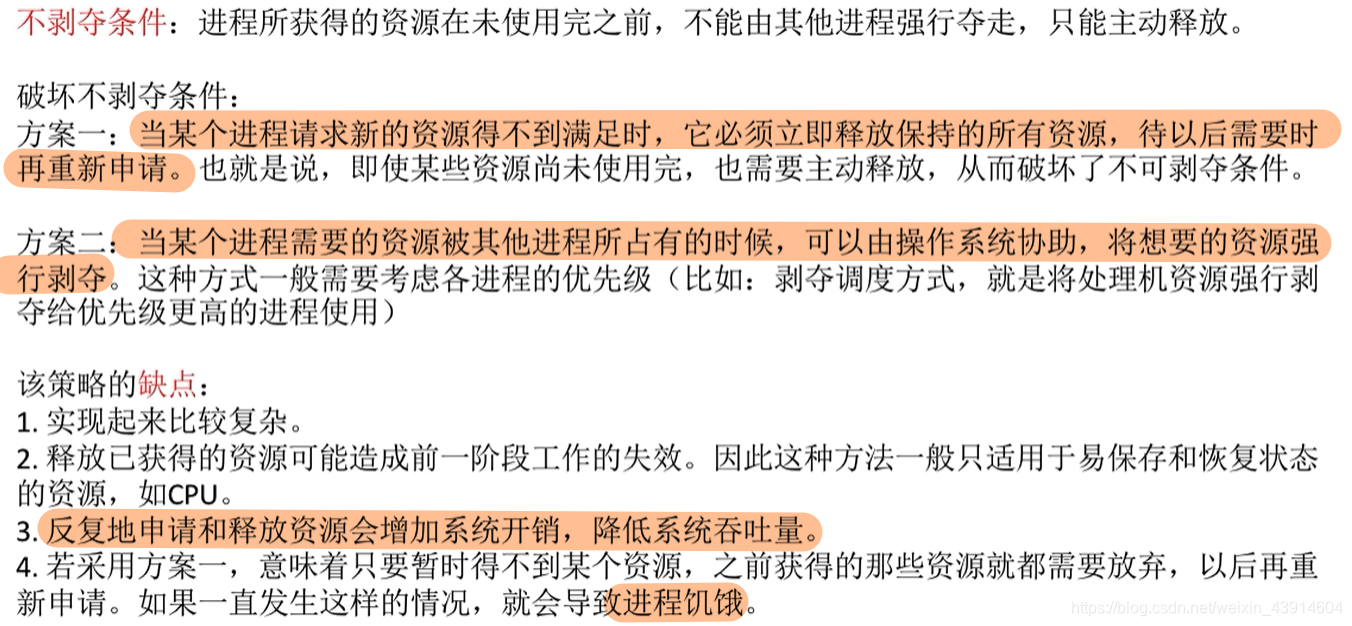 不剥夺条件：进程所获得的资源在未使用完之前，不能由其他进程强行夺走，只能主动释放。
破坏不剥夺条件：
方案一：当某个进程请求新的资源得不到满足时，它必须立即释放保持的所有资源，待以后需要时
再重新申请。也就是说，即使某些资源尚未使用完，也需要主动释放，从而破坏了不可剥夺条件。
方案二：当某个进程需要的资源被其他进程所占有的时候，可以由操作系统协助，将想要的资源强
行剥夺。这种方式一般需要考虑各进程的优先级（比如：剥夺调度方式，就是将处理机资源强行剥
夺给优先级更高的进程使用）
该策略的缺点：
1. 实现起来比较复杂。
2. 释放已获得的资源可能造成前一阶段工作的失效。因此这种方法一般只适用于易保存和恢复状态
的资源，如CPU。
3. 反复地申请和释放资源会增加系统开销，降低系统吞吐量。
4. 若采用方案一，意味着只要暂时得不到某个资源，之前获得的那些资源就都需要放弃，以后再重
新申请。如果一直发生这样的情况，就会导致进程饥饿。
https://blog.csdn.net/weixin_43914604